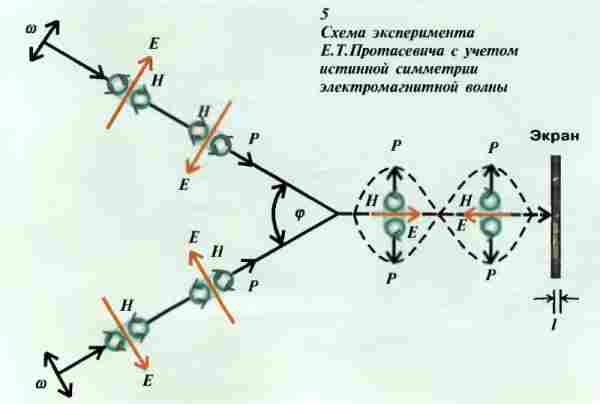 5
Схема эксперимента
Е.Т.Протасевича с учетом
истинной симметрии
электромагнитной волны
Экран
ω
E
H
H
E
P
φ
P
P
H
H
E
E
P
P
E
H
P
H
E
ω
l